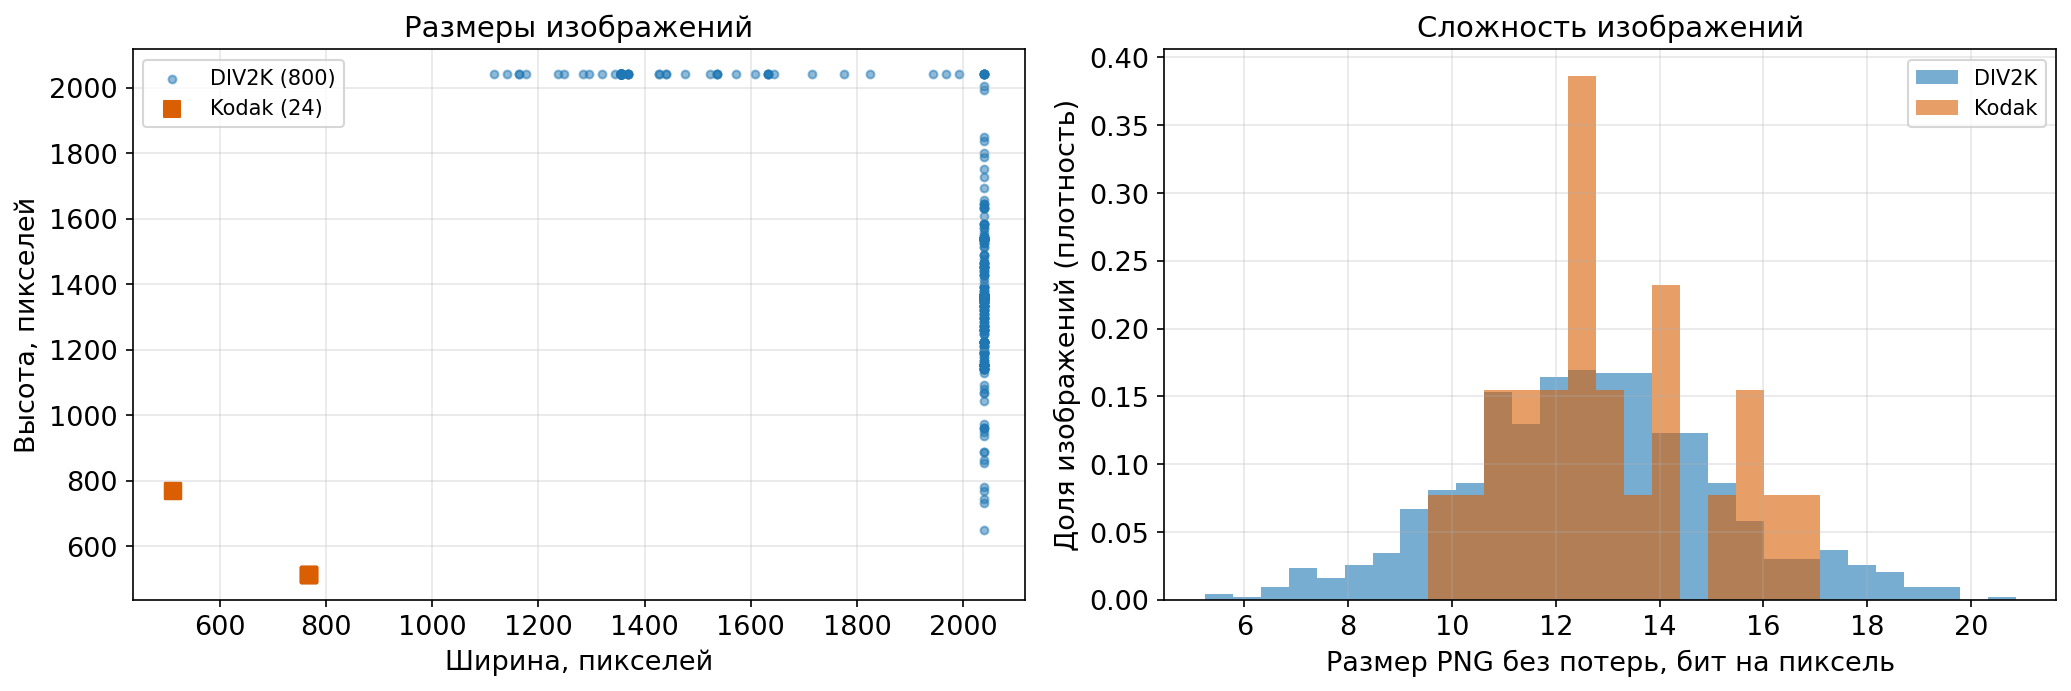 Размеры изображений
DIV2K (800)
Kodak (24)
Высота, пикселей
2000
1800
1600
1400
1200
1000
800
600
600 800 1000 1200 1400 1600 1800 2000
Ширина, пикселей
Сложность изображений
DIV2K
Kodak
Доля изображений (плотность)
0.40
0.35
0.30
0.25
0.20
0.15
0.10
0.05
0.00
6 8 10 12 14 16 18 20
Размер PNG без потерь, бит на пиксель